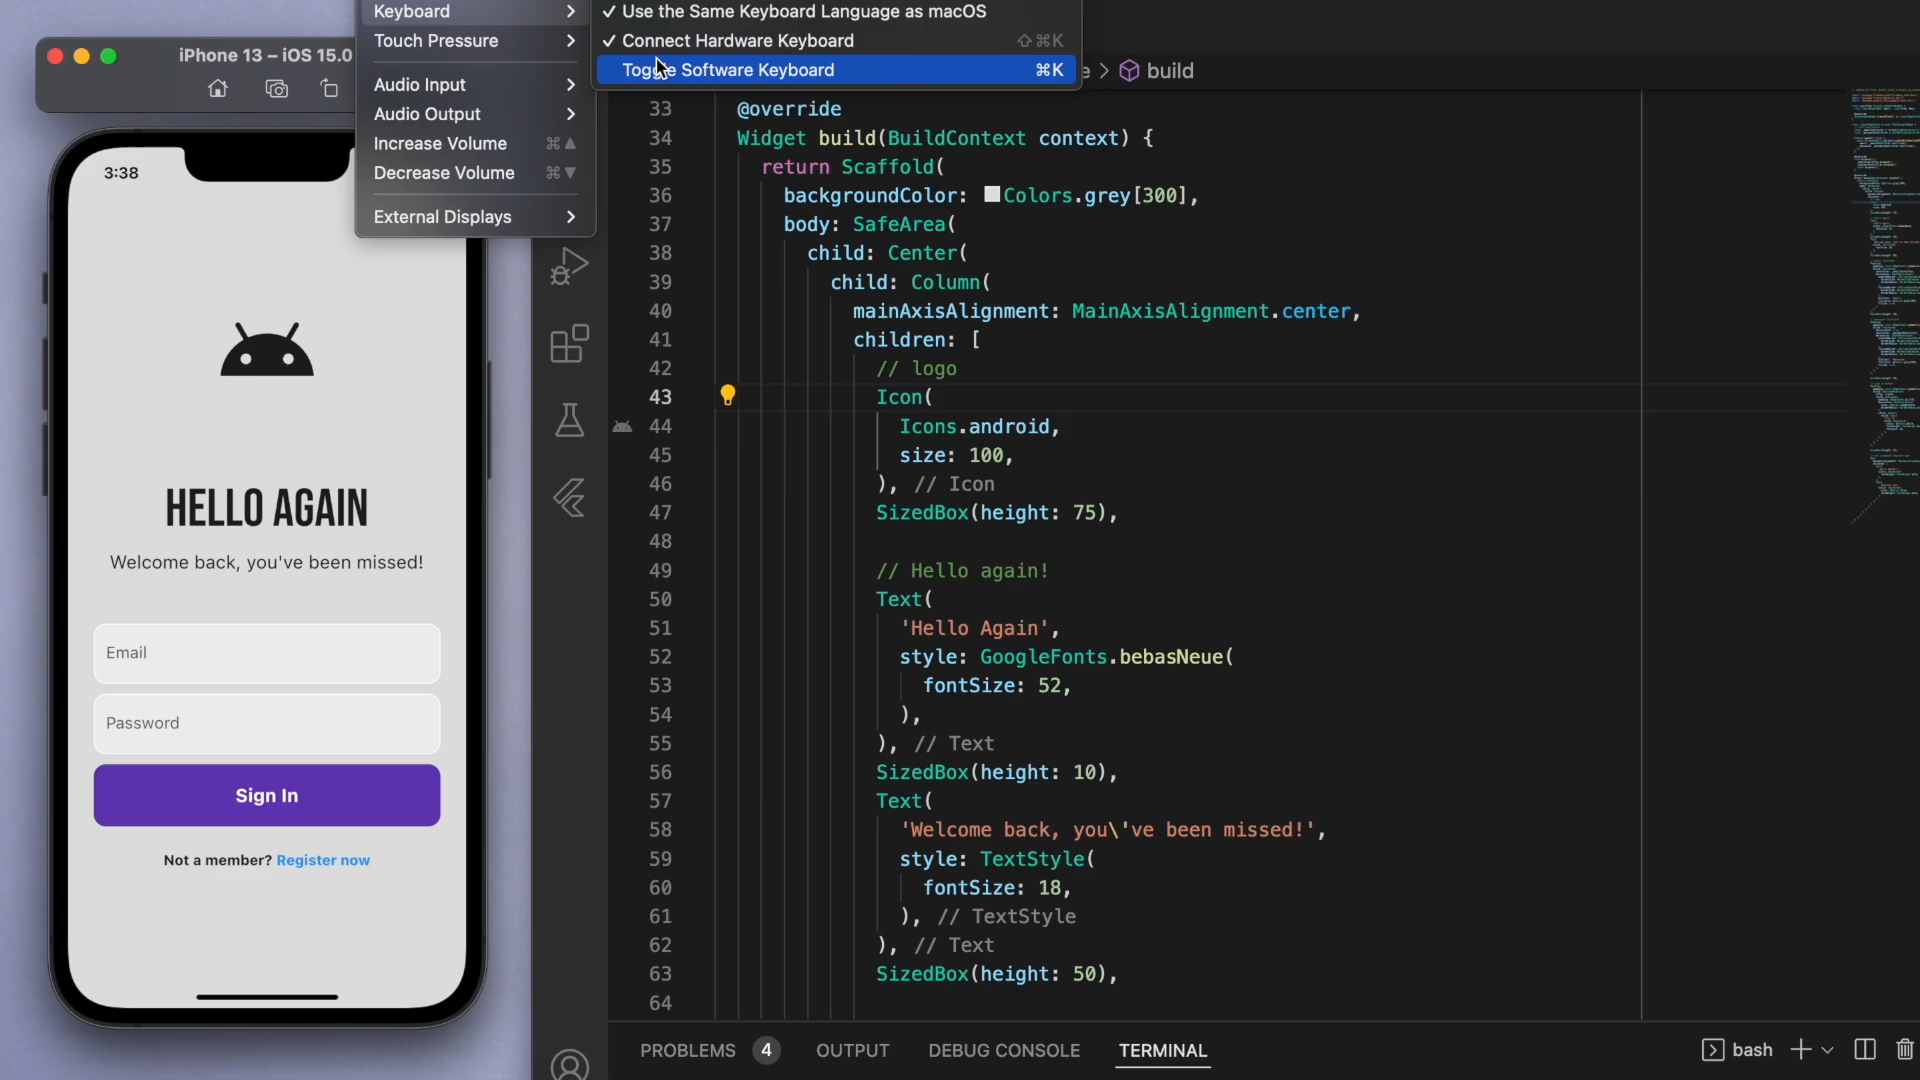 Keyboard
Touch Pressure
Audio Input
Audio Output
Increase Volume ⌘▲
Decrease Volume ⌘▼
External Displays
✓ Use the Same Keyboard Language as macOS
✓ Connect Hardware Keyboard ⇧⌘K
Toggle Software Keyboard ⌘K
iPhone 13 – iOS 15.0
3:38
HELLO AGAIN
Welcome back, you've been missed!
Email
Password
Sign In
Not a member? Register now
e > build
33 @override
34 Widget build(BuildContext context) {
35 return Scaffold(
36 backgroundColor: Colors.grey[300],
37 body: SafeArea(
38 child: Center(
39 child: Column(
40 mainAxisAlignment: MainAxisAlignment.center,
41 children: [
42 // logo
43 Icon(
44 Icons.android,
45 size: 100,
46 ), // Icon
47 SizedBox(height: 75),
48
49 // Hello again!
50 Text(
51 'Hello Again',
52 style: GoogleFonts.bebasNeue(
53 fontSize: 52,
54 ),
55 ), // Text
56 SizedBox(height: 10),
57 Text(
58 'Welcome back, you\'ve been missed!',
59 style: TextStyle(
60 fontSize: 18,
61 ), // TextStyle
62 ), // Text
63 SizedBox(height: 50),
64
PROBLEMS 4 OUTPUT DEBUG CONSOLE TERMINAL
bash